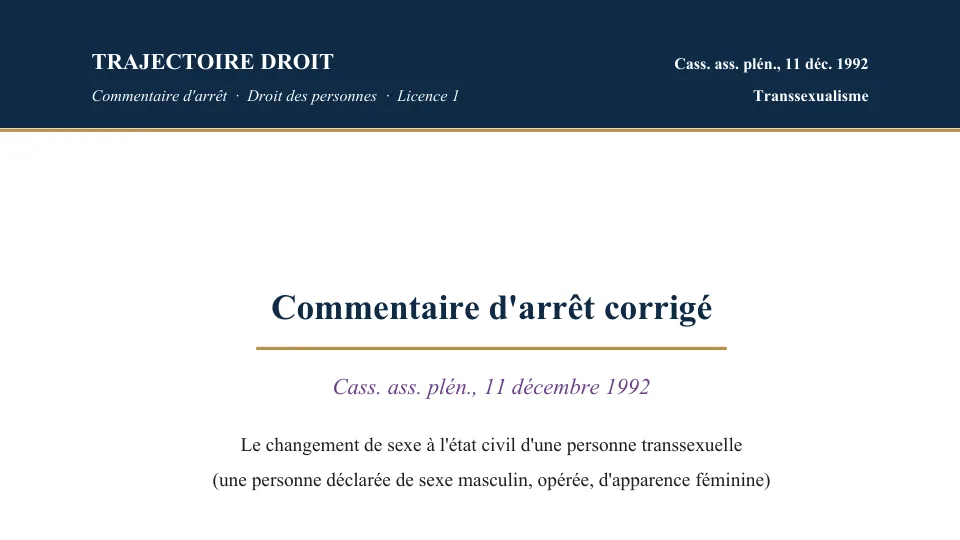 TRAJECTOIRE DROIT
Commentaire d'arrêt · Droit des personnes · Licence 1
Cass. ass. plén., 11 déc. 1992
Transsexualisme
Commentaire d'arrêt corrigé
Cass. ass. plén., 11 décembre 1992
Le changement de sexe à l'état civil d'une personne transsexuelle
(une personne déclarée de sexe masculin, opérée, d'apparence féminine)